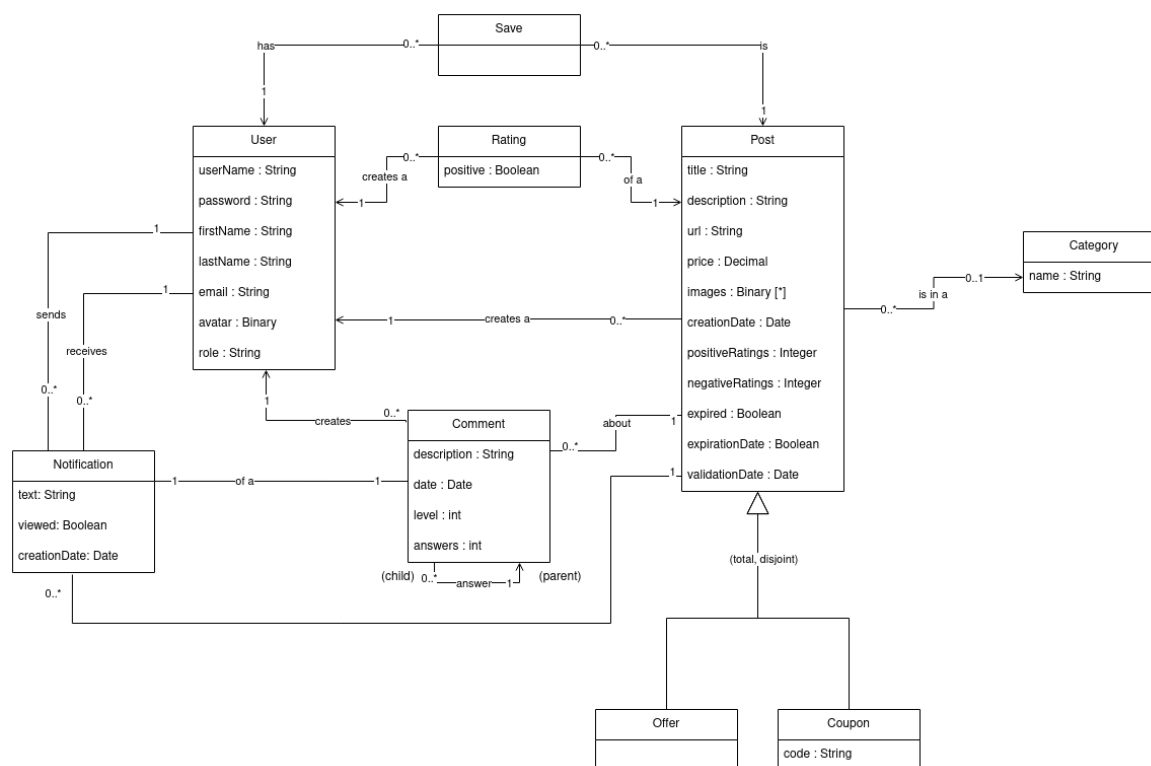 Save
has
0..*
0..*
is
1
1
User
userName : String
password : String
firstName : String
lastName : String
email : String
avatar : Binary
role : String
Rating
positive : Boolean
0..*
creates a
1
0..*
of a
1
Post
title : String
description : String
url : String
price : Decimal
images : Binary [*]
creationDate : Date
positiveRatings : Integer
negativeRatings : Integer
expired : Boolean
expirationDate : Boolean
validationDate : Date
Category
name : String
0..*
is in a
0..1
1
creates a
0..*
1
sends
0..*
1
receives
0..*
1
creates
0..*
Comment
description : String
date : Date
level : int
answers : int
0..*
about
1
Notification
text: String
viewed: Boolean
creationDate: Date
1
of a
1
(child)
0..*
answer
1
(parent)
0..*
1
(total, disjoint)
Offer
Coupon
code : String